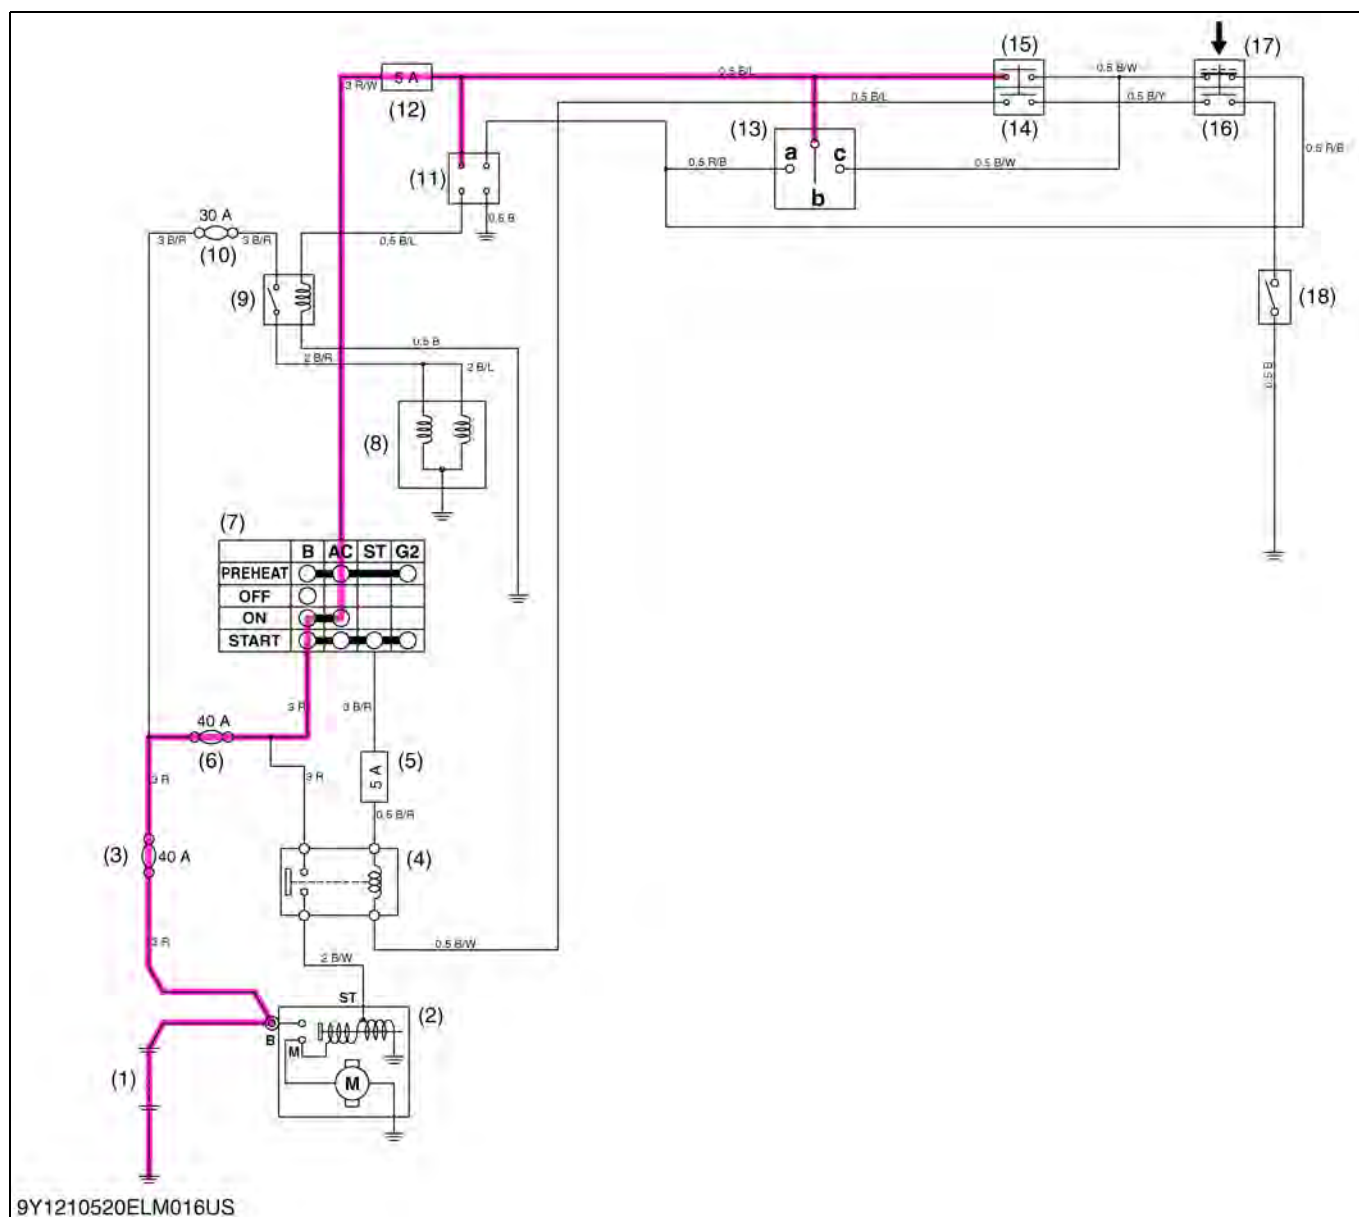 (15)
(17)
3 R/W
5 A
0.5 B/L
0.5 B/W
(12)
0.5 B/L
0.5 B/Y
(13)
(14)
(16)
a
c
b
0.5 R/B
0.5 B/W
0.5 R/B
(11)
0.5 B
30 A
3 B/R
3 B/R
(10)
0.5 B/L
(9)
(18)
0.5 B
2 B/R
2 B/L
0.5 B
(8)
(7)
B AC ST G2
PREHEAT
OFF
ON
START
3 R
3 B/R
40 A
(6)
(5)
5 A
3 R
3 R
0.5 B/R
(3)
40 A
(4)
3 R
0.5 B/W
2 B/W
ST
(2)
B
M
M
(1)
9Y1210520ELM016US